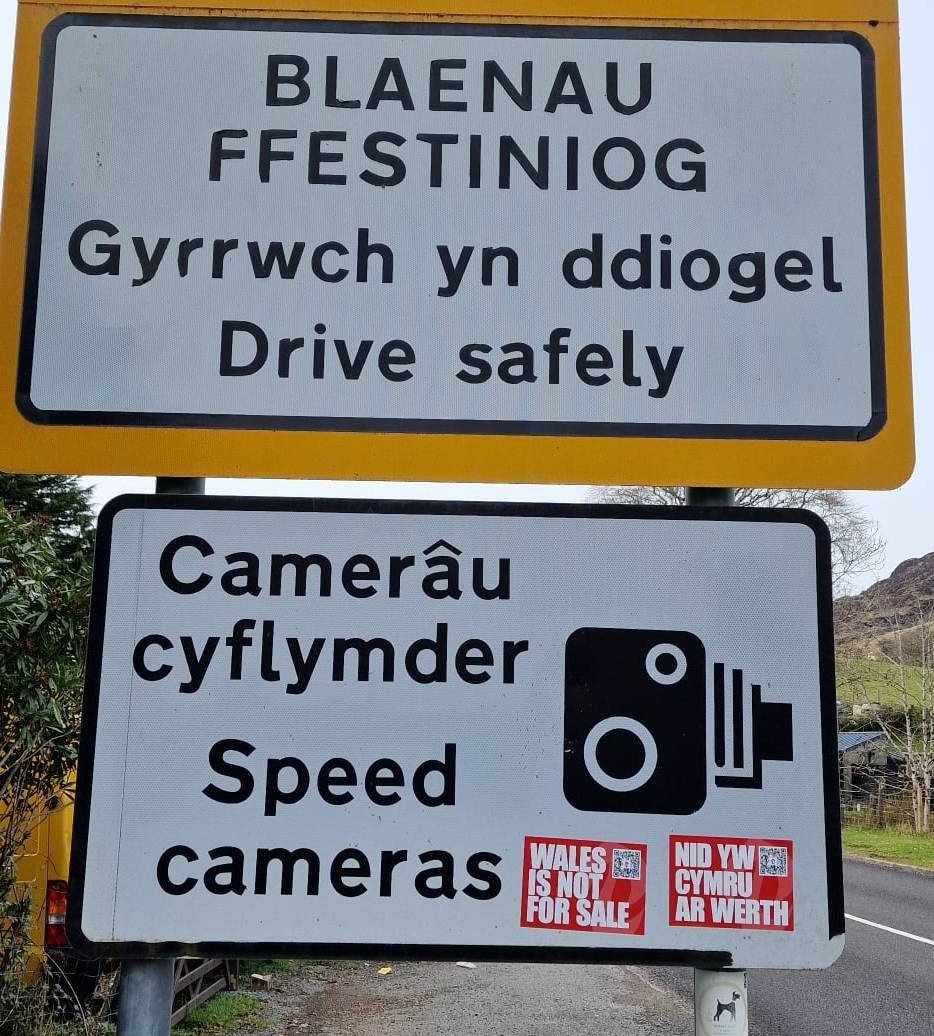 BLAENAU
FFESTINIOG
Gyrrwch yn ddiogel
Drive safely
Camerâu
cyflymder
Speed
cameras
WALES
IS NOT
FOR SALE
NID YW
CYMRU
AR WERTH